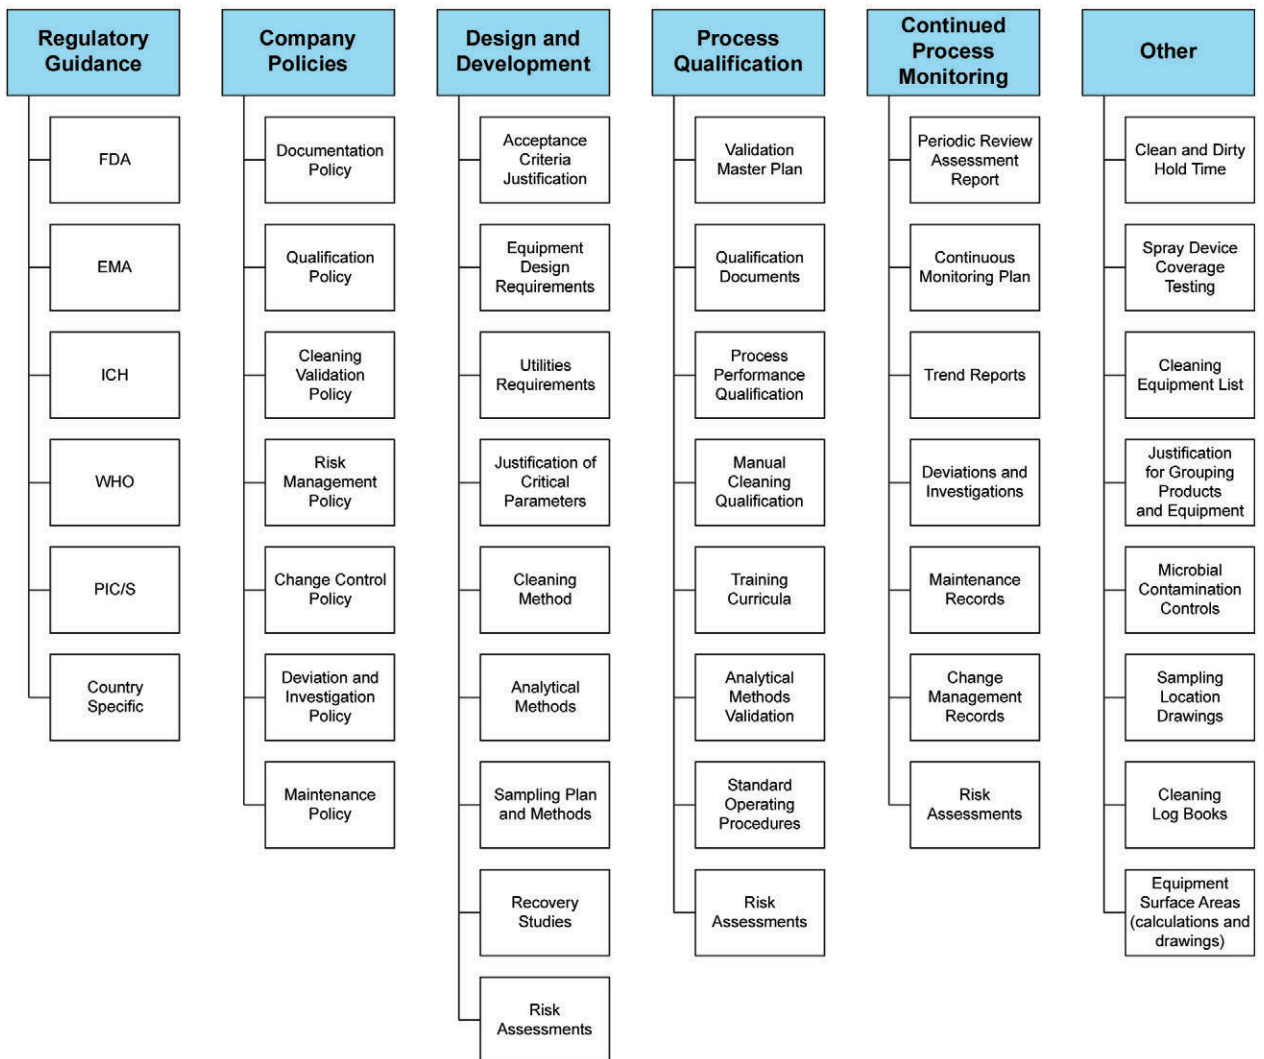 Regulatory
Guidance
FDA
EMA
ICH
WHO
PIC/S
Country
Specific
Company
Policies
Documentation
Policy
Qualification
Policy
Cleaning
Validation
Policy
Risk
Management
Policy
Change Control
Policy
Deviation and
Investigation
Policy
Maintenance
Policy
Design and
Development
Acceptance
Criteria
Justification
Equipment
Design
Requirements
Utilities
Requirements
Justification of
Critical
Parameters
Cleaning
Method
Analytical
Methods
Sampling Plan
and Methods
Recovery
Studies
Risk
Assessments
Process
Qualification
Validation
Master Plan
Qualification
Documents
Process
Performance
Qualification
Manual
Cleaning
Qualification
Training
Curricula
Analytical
Methods
Validation
Standard
Operating
Procedures
Risk
Assessments
Continued
Process
Monitoring
Periodic Review
Assessment
Report
Continuous
Monitoring Plan
Trend Reports
Deviations and
Investigations
Maintenance
Records
Change
Management
Records
Risk
Assessments
Other
Clean and Dirty
Hold Time
Spray Device
Coverage
Testing
Cleaning
Equipment List
Justification
for Grouping
Products
and Equipment
Microbial
Contamination
Controls
Sampling
Location
Drawings
Cleaning
Log Books
Equipment
Surface Areas
(calculations and
drawings)